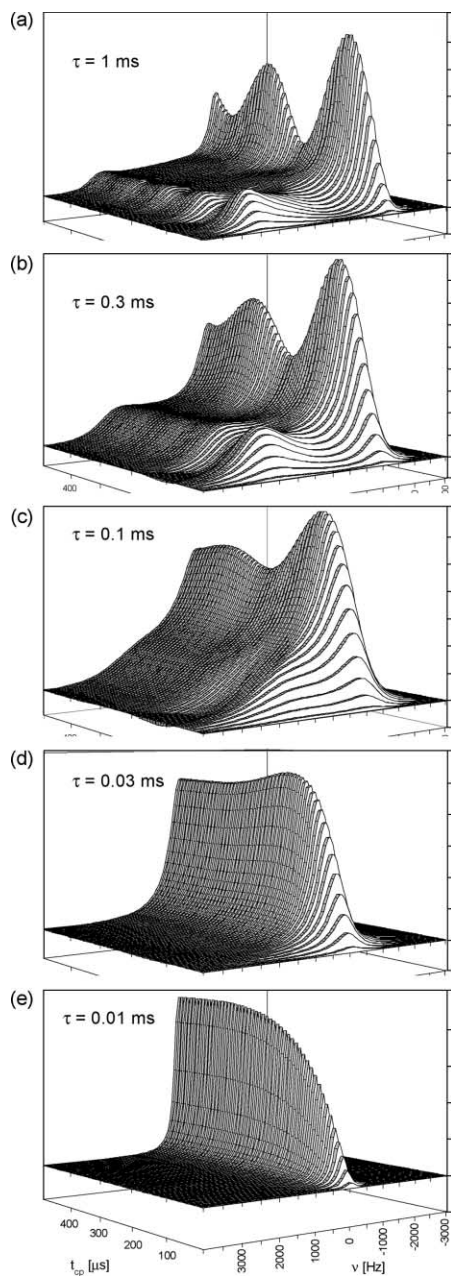 (a)
τ = 1 ms
(b)
τ = 0.3 ms
400
(c)
τ = 0.1 ms
(d)
τ = 0.03 ms
(e)
τ = 0.01 ms
400
300
200
100
3000
2000
1000
0
-1000
-2000
-3000
t_cp [μs]
ν [Hz]